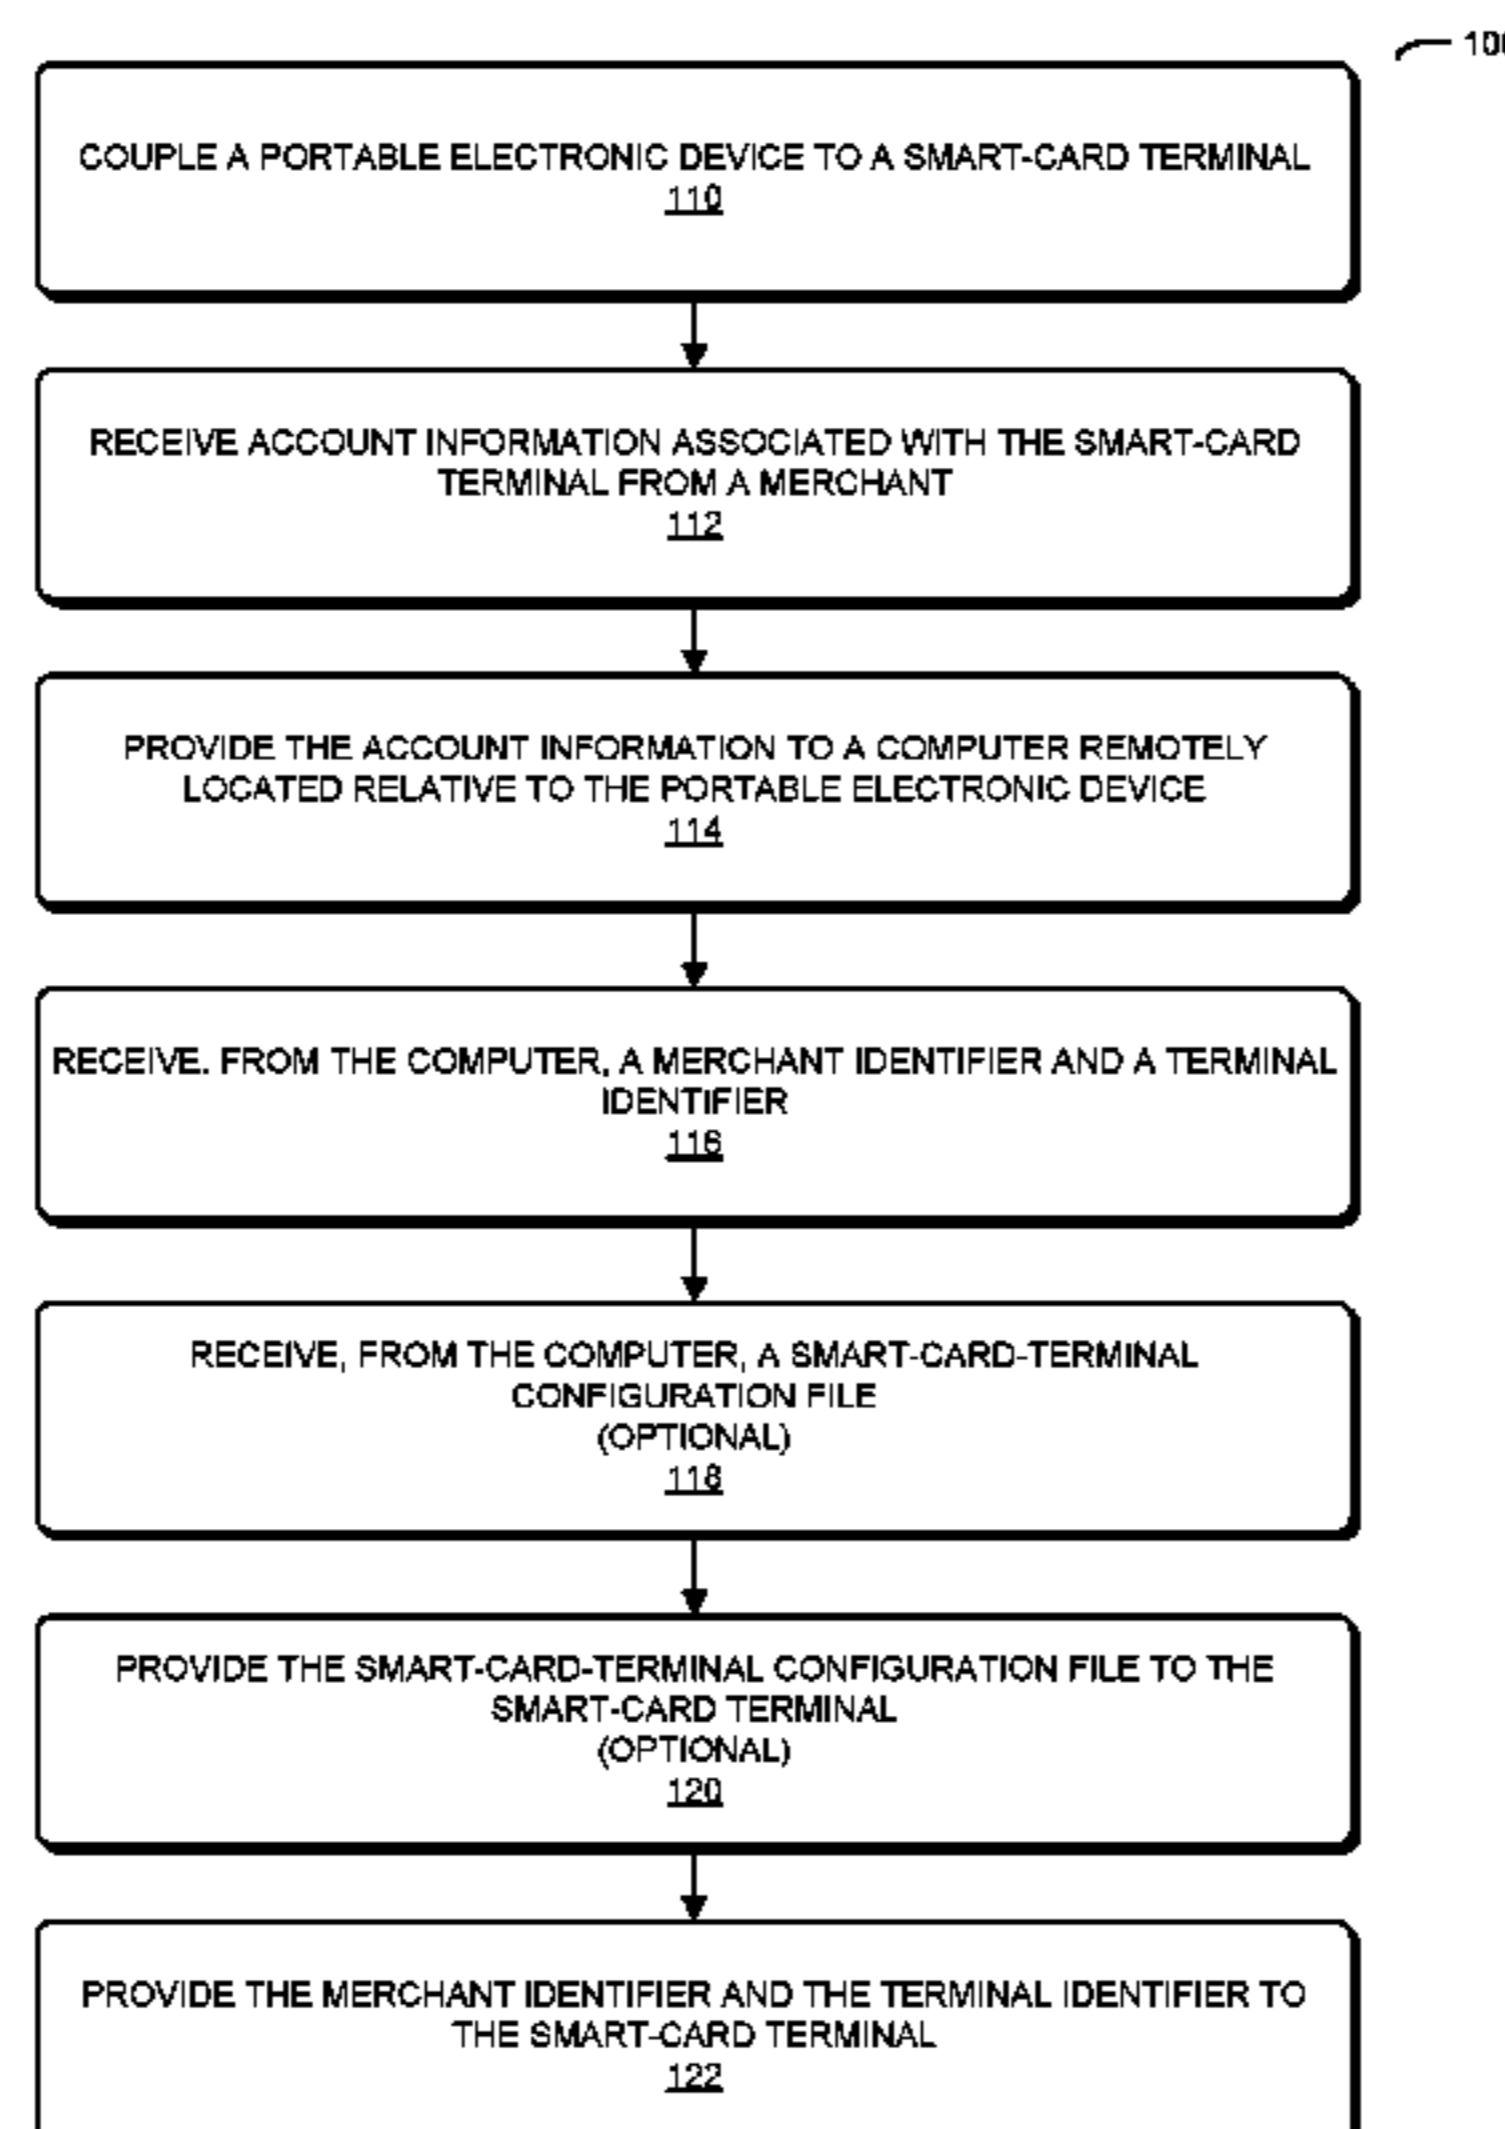 100
COUPLE A PORTABLE ELECTRONIC DEVICE TO A SMART-CARD TERMINAL
110
RECEIVE ACCOUNT INFORMATION ASSOCIATED WITH THE SMART-CARD
TERMINAL FROM A MERCHANT
112
PROVIDE THE ACCOUNT INFORMATION TO A COMPUTER REMOTELY
LOCATED RELATIVE TO THE PORTABLE ELECTRONIC DEVICE
114
RECEIVE. FROM THE COMPUTER, A MERCHANT IDENTIFIER AND A TERMINAL
IDENTIFIER
116
RECEIVE, FROM THE COMPUTER, A SMART-CARD-TERMINAL
CONFIGURATION FILE
(OPTIONAL)
118
PROVIDE THE SMART-CARD-TERMINAL CONFIGURATION FILE TO THE
SMART-CARD TERMINAL
(OPTIONAL)
120
PROVIDE THE MERCHANT IDENTIFIER AND THE TERMINAL IDENTIFIER TO
THE SMART-CARD TERMINAL
122